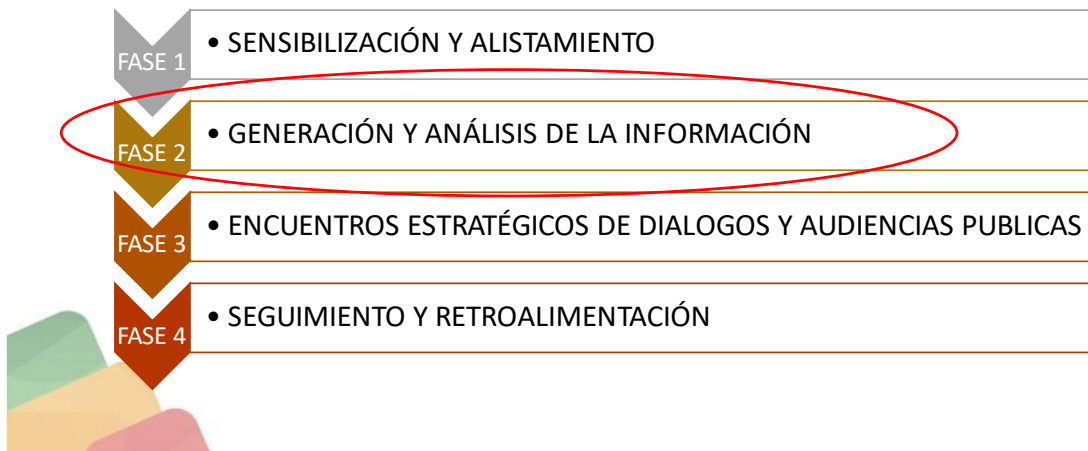 FASE 1
• SENSIBILIZACIÓN Y ALISTAMIENTO
FASE 2
• GENERACIÓN Y ANÁLISIS DE LA INFORMACIÓN
FASE 3
• ENCUENTROS ESTRATÉGICOS DE DIALOGOS Y AUDIENCIAS PUBLICAS
FASE 4
• SEGUIMIENTO Y RETROALIMENTACIÓN